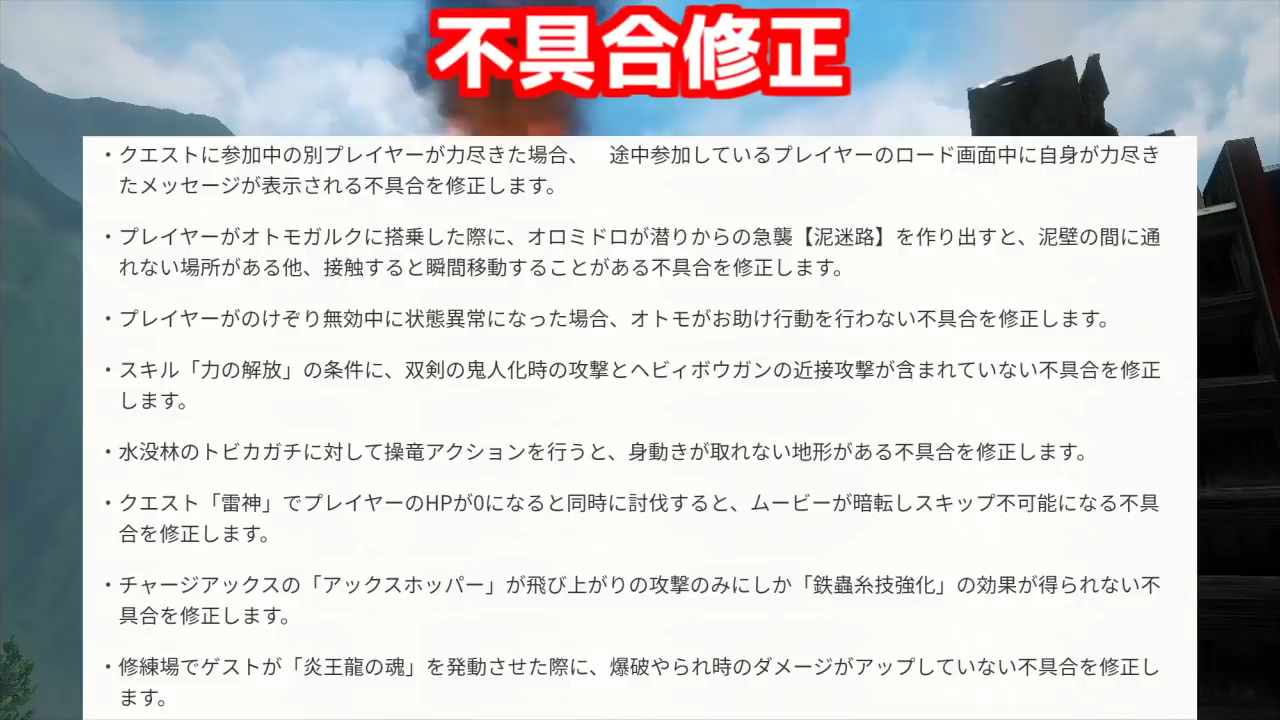 不具合修正
・クエストに参加中の別プレイヤーが力尽きた場合、　途中参加しているプレイヤーのロード画面中に自身が力尽き
たメッセージが表示される不具合を修正します。
・プレイヤーがオトモガルクに搭乗した際に、オロミドロが潜りからの急襲【泥迷路】を作り出すと、泥壁の間に通
れない場所がある他、接触すると瞬間移動することがある不具合を修正します。
・プレイヤーがのけぞり無効中に状態異常になった場合、オトモがお助け行動を行わない不具合を修正します。
・スキル「力の解放」の条件に、双剣の鬼人化時の攻撃とヘビィボウガンの近接攻撃が含まれていない不具合を修正
します。
・水没林のトビカガチに対して操竜アクションを行うと、身動きが取れない地形がある不具合を修正します。
・クエスト「雷神」でプレイヤーのHPが0になると同時に討伐すると、ムービーが暗転しスキップ不可能になる不具
合を修正します。
・チャージアックスの「アックスホッパー」が飛び上がりの攻撃のみにしか「鉄蟲糸技強化」の効果が得られない不
具合を修正します。
・修練場でゲストが「炎王龍の魂」を発動させた際に、爆破やられ時のダメージがアップしていない不具合を修正し
ます。